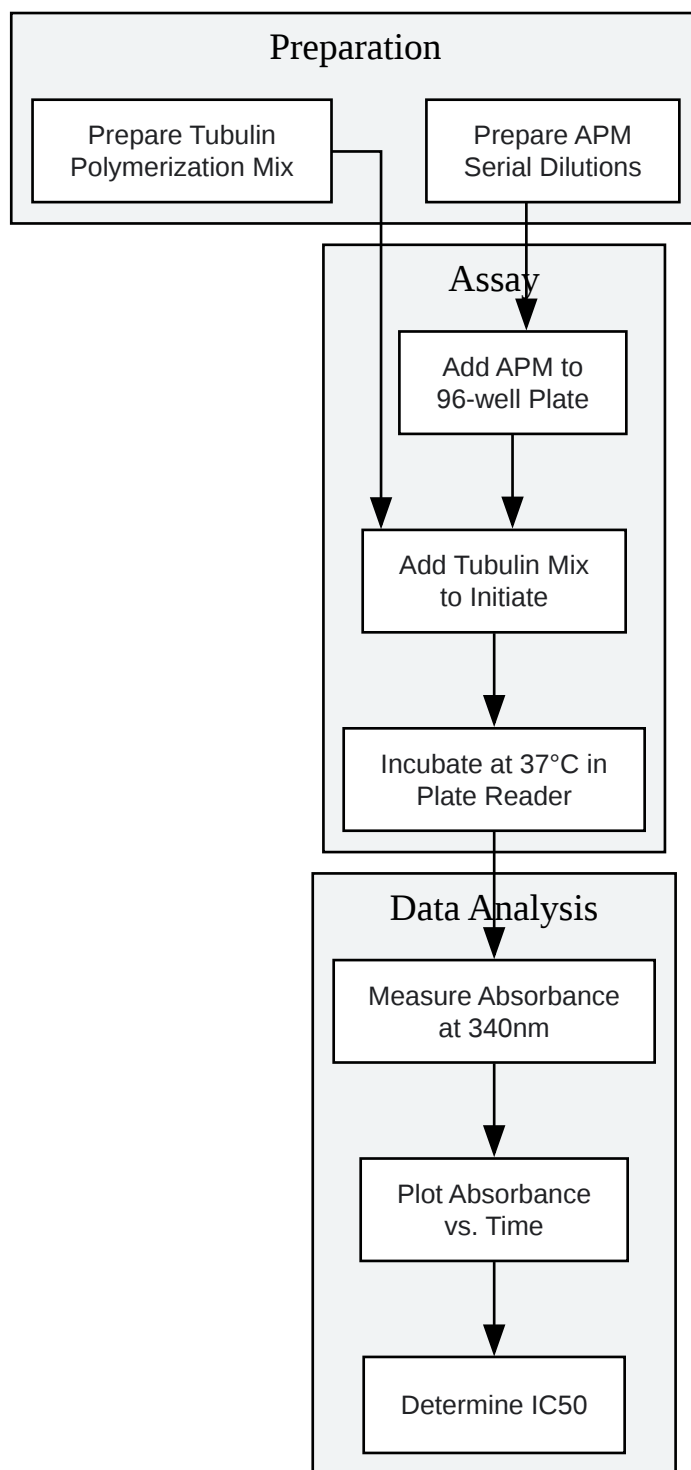 Preparation
Prepare Tubulin
Polymerization Mix
Prepare APM
Serial Dilutions
Assay
Add APM to
96-well Plate
Add Tubulin Mix
to Initiate
Incubate at 37°C in
Plate Reader
Data Analysis
Measure Absorbance
at 340nm
Plot Absorbance
vs. Time
Determine IC50